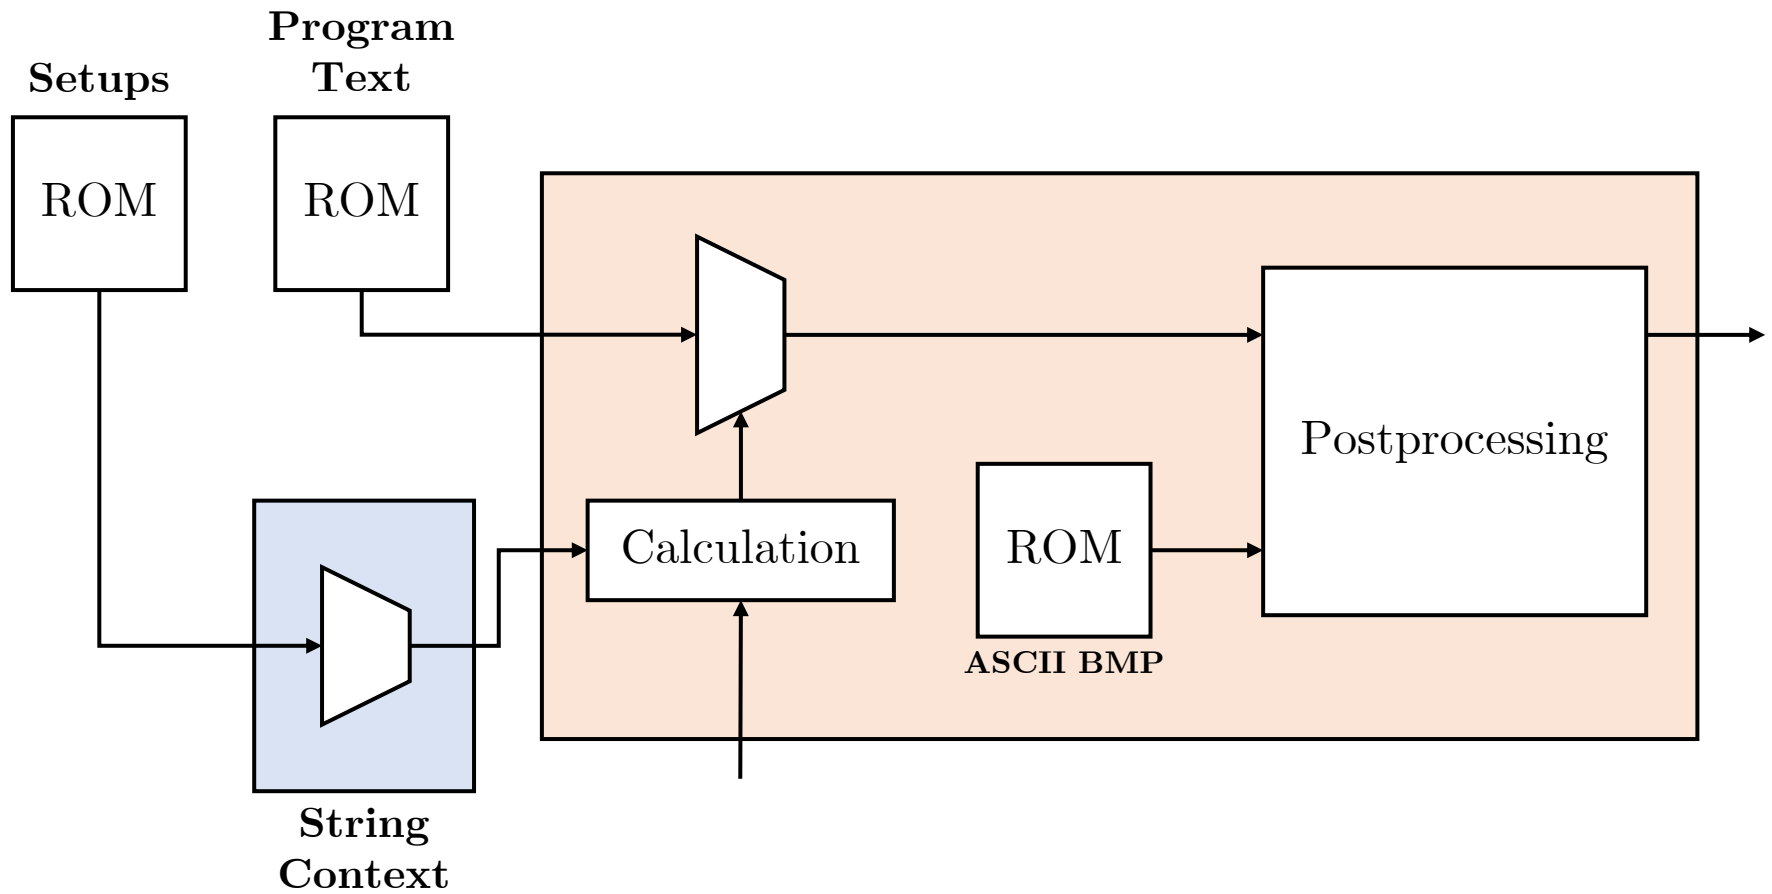 Setups
Program
Text
ROM
ROM
Postprocessing
Calculation
ROM
ASCII BMP
String
Context